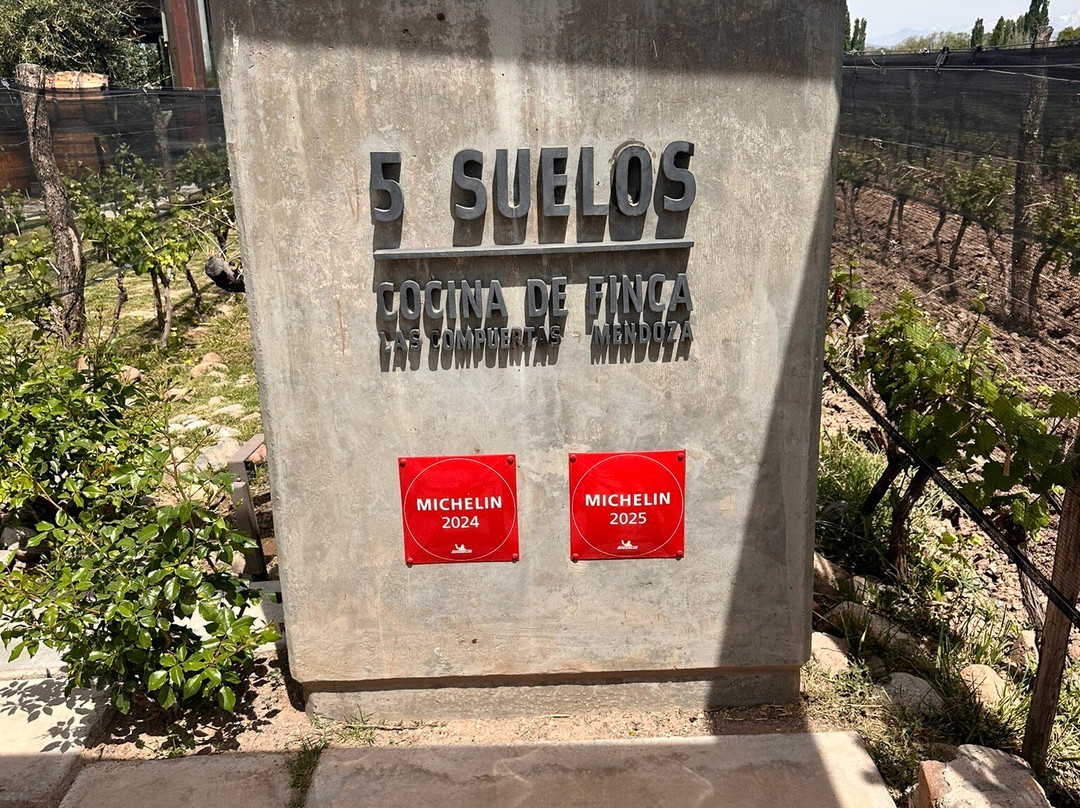 5 SUELOS
COCINA DE FINCA
LAS COMPUERTAS MENDOZA
MICHELIN
2024
MICHELIN
2025